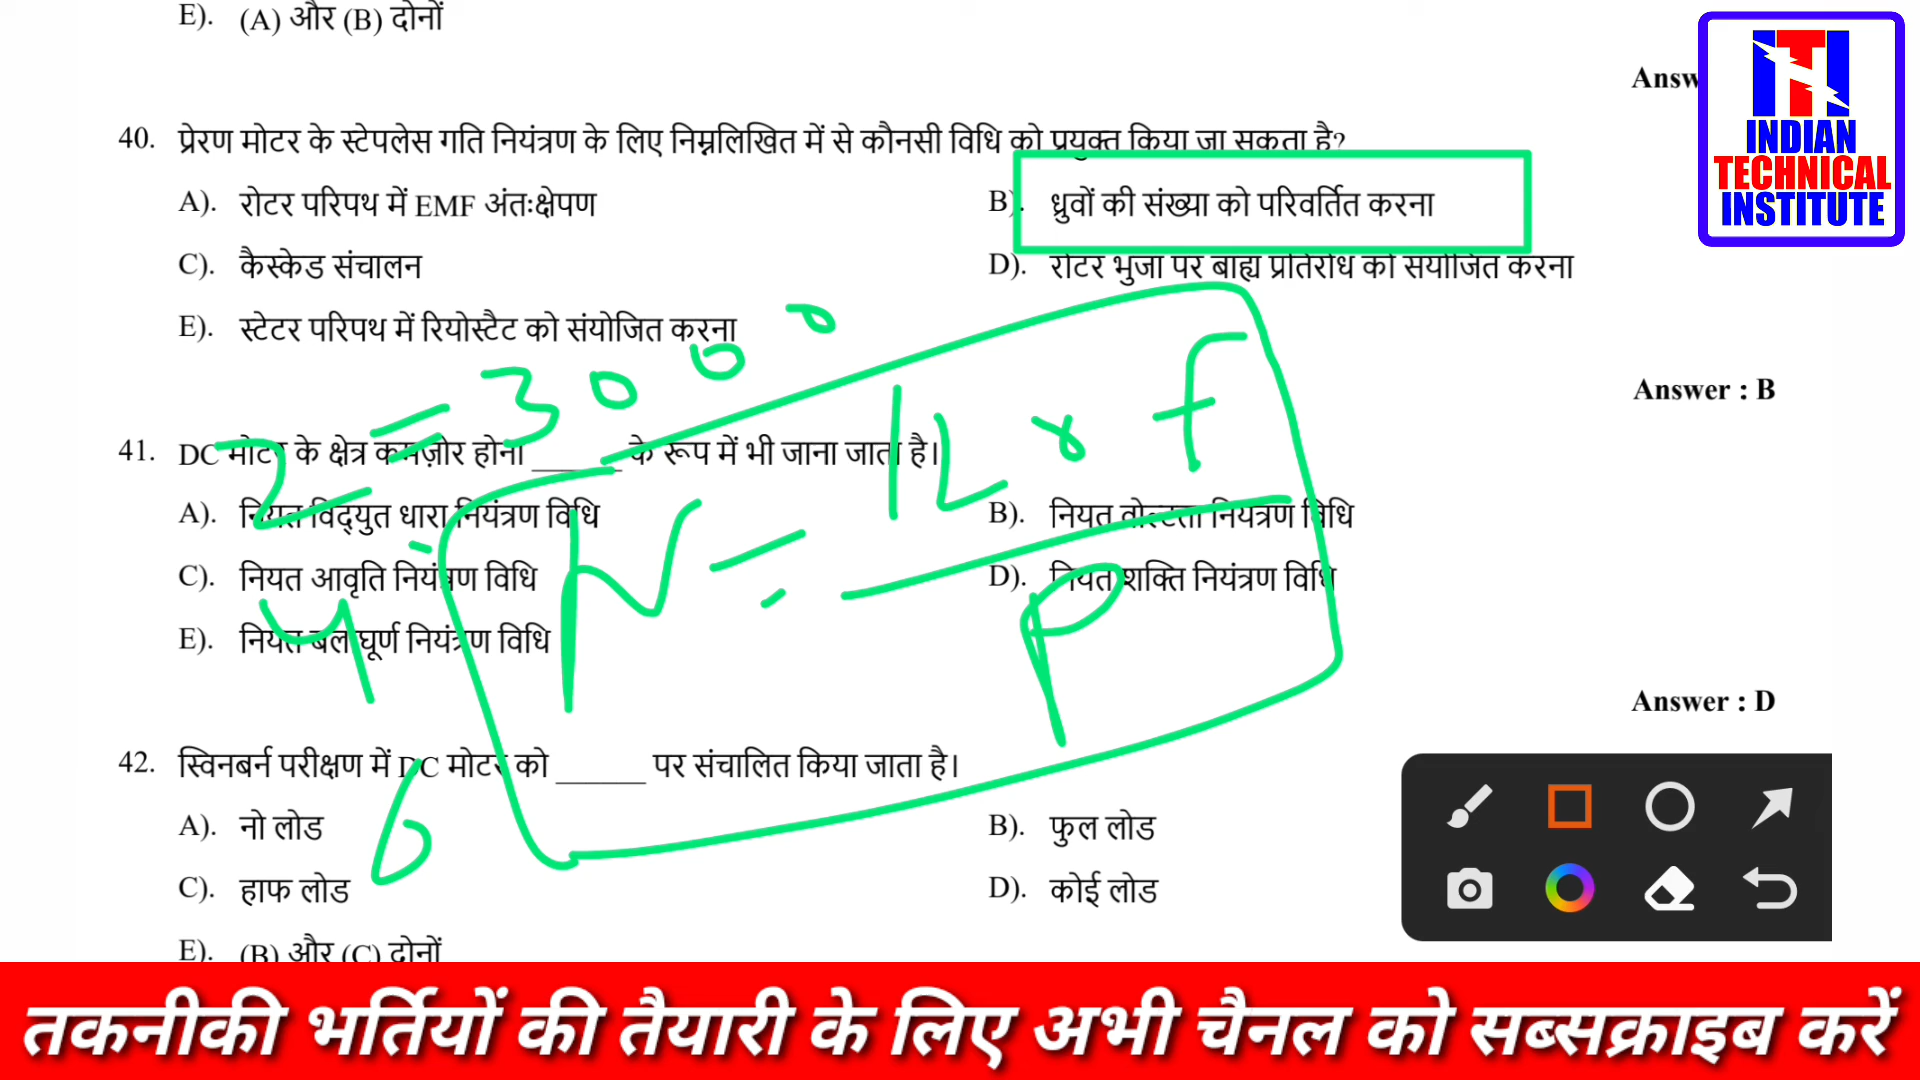 E). (A) और (B) दोनों
Answ
INDIAN
TECHNICAL
INSTITUTE
40. प्रेरण मोटर के स्टेपलेस गति नियंत्रण के लिए निम्नलिखित में से कौनसी विधि को प्रयुक्त किया जा सकता है?
A). रोटर परिपथ में EMF अंतःक्षेपण
B). ध्रुवों की संख्या को परिवर्तित करना
C). कैस्केड संचालन
D). रोटर भुजा पर बाह्य प्रतिरोध को संयोजित करना
E). स्टेटर परिपथ में रियोस्टैट को संयोजित करना
Answer : B
2 = 3000
41. DC मोटर के क्षेत्र कमज़ोर होना ______ के रूप में भी जाना जाता है।
A). नियत विद्युत धारा नियंत्रण विधि
B). नियत वोल्टता नियंत्रण विधि
C). नियत आवृति नियंत्रण विधि
D). नियत शक्ति नियंत्रण विधि
E). नियत बल घूर्ण नियंत्रण विधि
N = 12 × f
P
4
6
Answer : D
42. स्विनबर्न परीक्षण में DC मोटर को ______ पर संचालित किया जाता है।
A). नो लोड
B). फुल लोड
C). हाफ लोड
D). कोई लोड
E). (B) और (C) दोनों
तकनीकी भर्तियों की तैयारी के लिए अभी चैनल को सब्सक्राइब करें